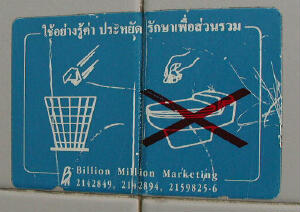 ใช้อย่างรู้ค่า ประหยัด รักษาเพื่อส่วนรวม
Billion Million Marketing
2142849, 2142894, 2159825-6